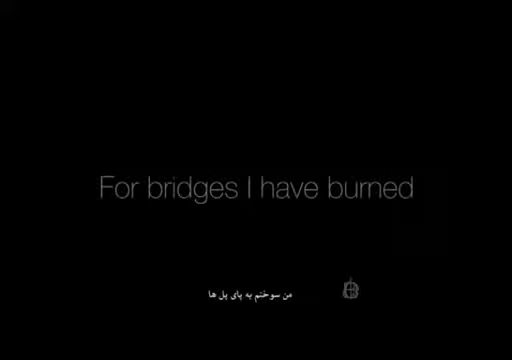 For bridges I have burned
من سوختم به پای پل ها